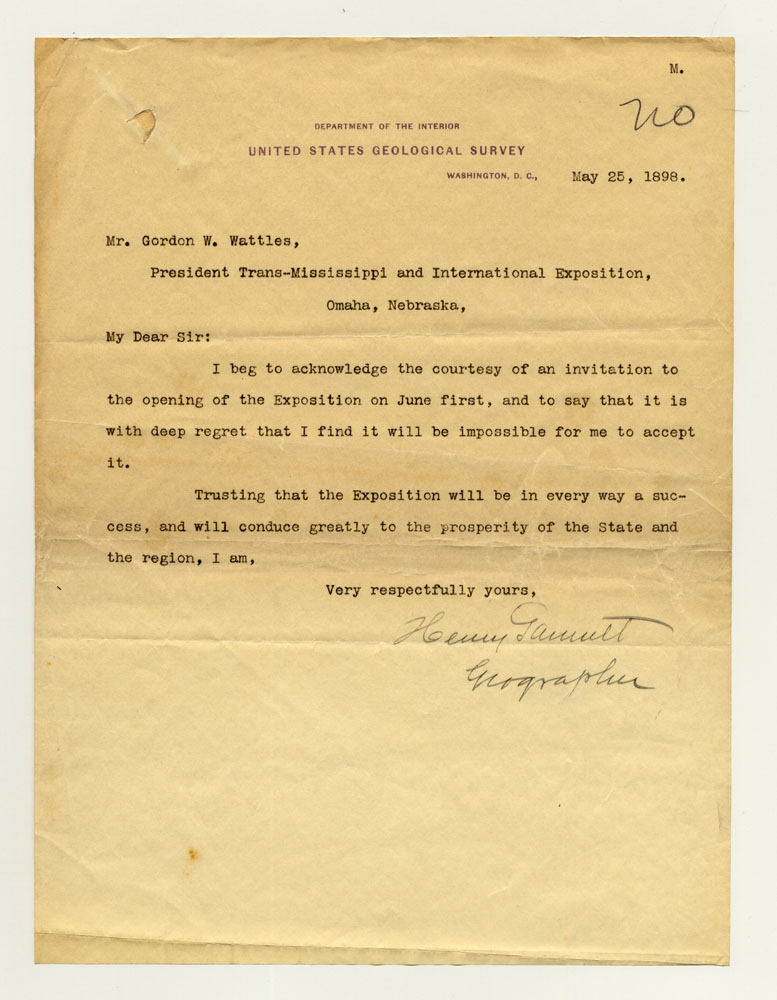 M.
no
DEPARTMENT OF THE INTERIOR
UNITED STATES GEOLOGICAL SURVEY
WASHINGTON, D. C., May 25, 1898.
Mr. Gordon W. Wattles,
President Trans-Mississippi and International Exposition,
Omaha, Nebraska,
My Dear Sir:
I beg to acknowledge the courtesy of an invitation to
the opening of the Exposition on June first, and to say that it is
with deep regret that I find it will be impossible for me to accept
it.
Trusting that the Exposition will be in every way a suc-
cess, and will conduce greatly to the prosperity of the State and
the region, I am,
Very respectfully yours,
Henry Gannett
Geographer